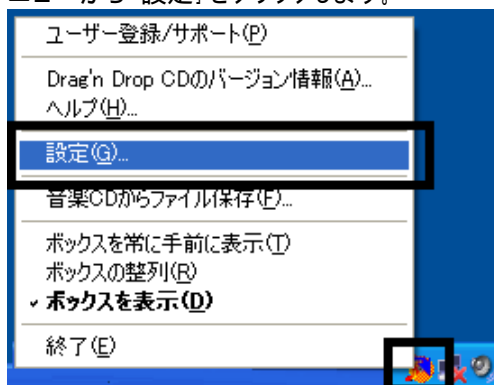 ユーザー登録/サポート(P)
Drag'n Drop CDのバージョン情報(A)...
ヘルプ(H)...
設定(G)...
音楽CDからファイル保存(F)...
ボックスを常に手前に表示(T)
ボックスの整列(R)
ボックスを表示(D)
終了(E)